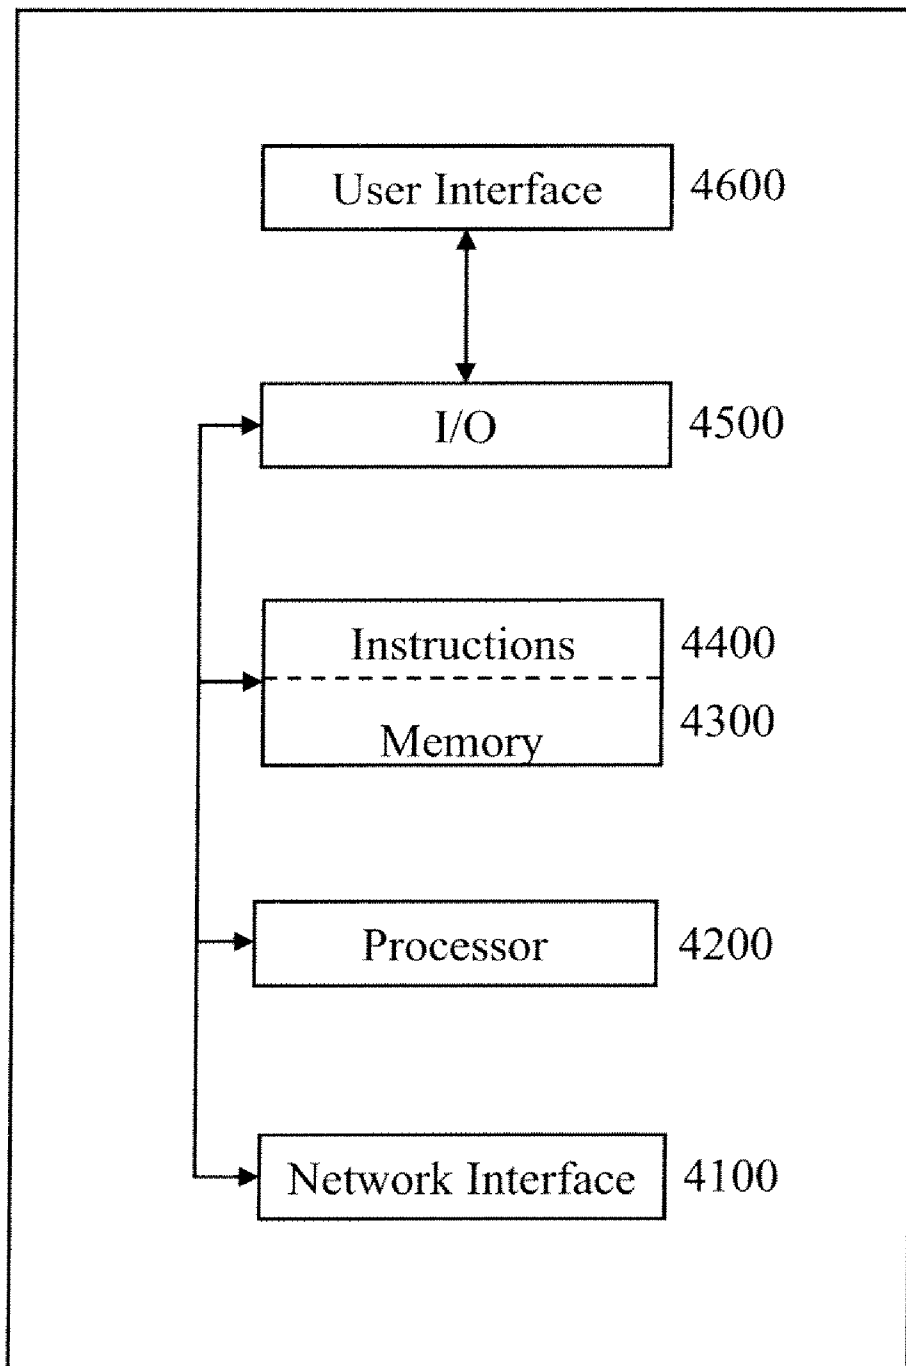 User Interface 4600
I/O 4500
Instructions 4400
Memory 4300
Processor 4200
Network Interface 4100